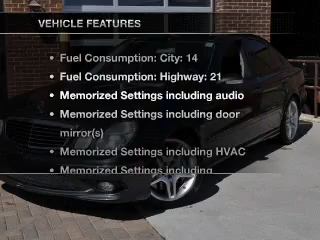 VEHICLE FEATURES
• Fuel Consumption: City: 14
• Fuel Consumption: Highway: 21
• Memorized Settings including audio
• Memorized Settings including door
mirror(s)
• Memorized Settings including HVAC
• Memorized Settings including